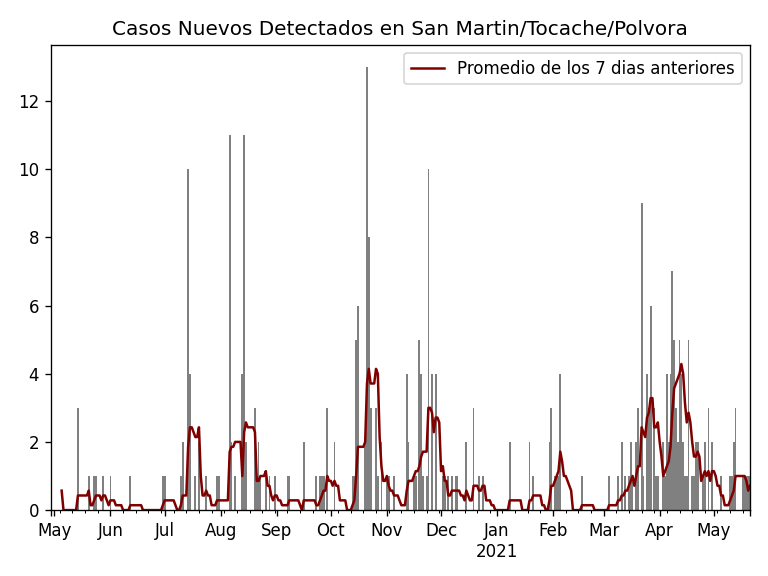 Casos Nuevos Detectados en San Martin/Tocache/Polvora
Promedio de los 7 dias anteriores
12
10
8
6
4
2
0
May Jun Jul Aug Sep Oct Nov Dec Jan Feb Mar Apr May
2021